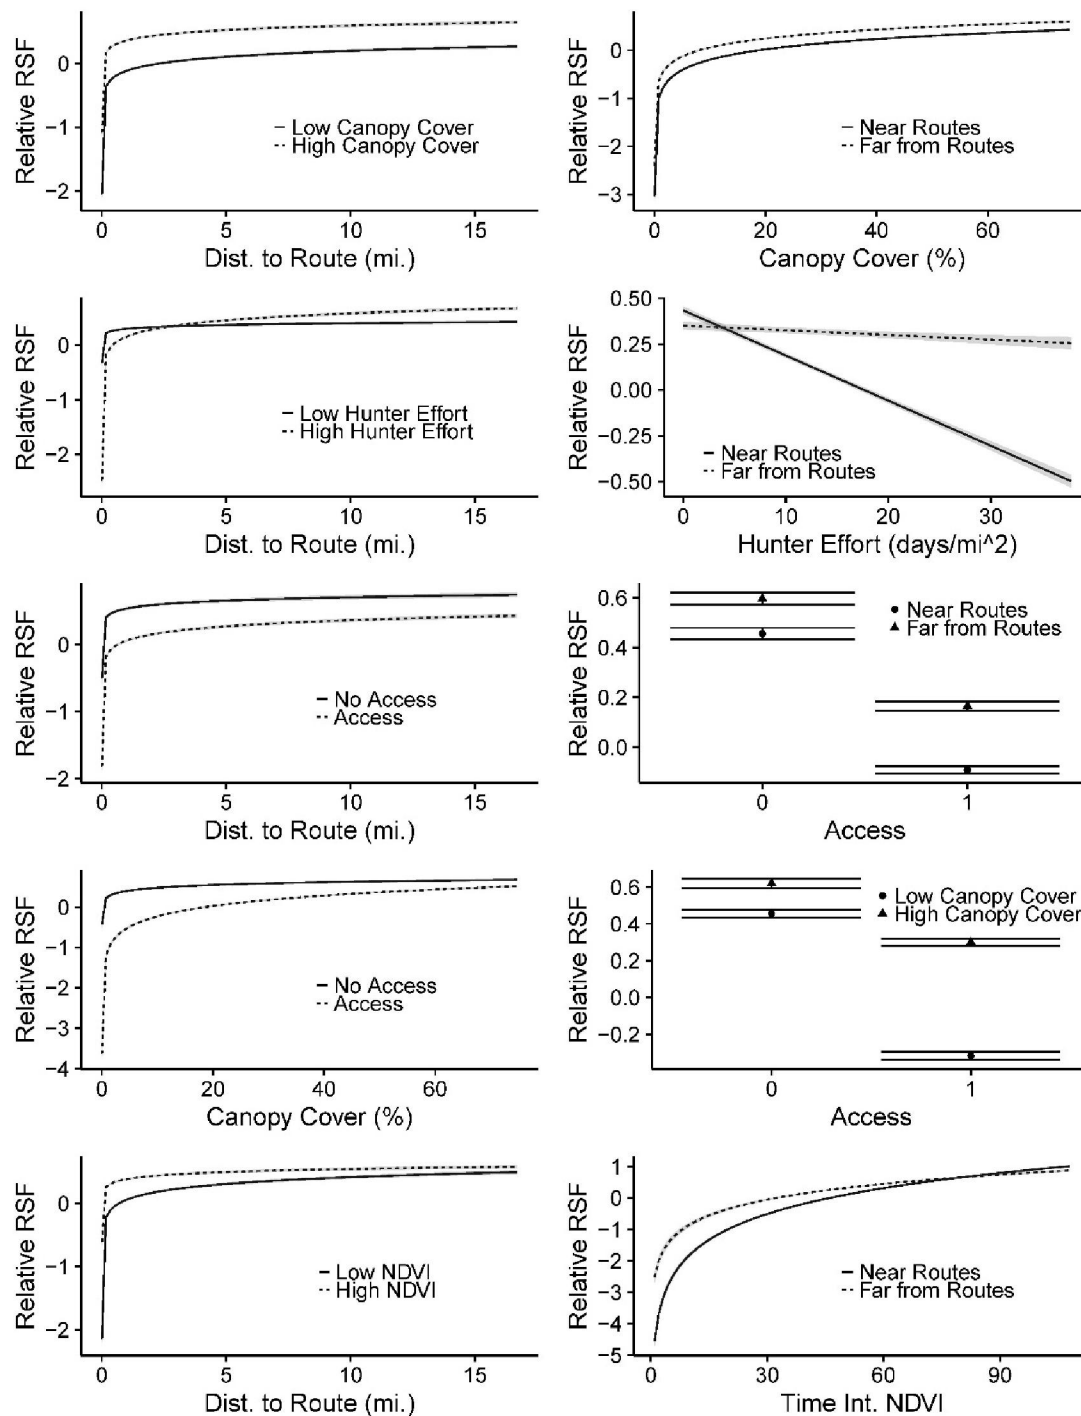 Relative RSF
0
−1
−2
Low Canopy Cover
High Canopy Cover
0 5 10 15
Dist. to Route (mi.)
Relative RSF
0
−1
−2
−3
Near Routes
Far from Routes
0 20 40 60
Canopy Cover (%)
Relative RSF
0
−1
−2
Low Hunter Effort
High Hunter Effort
0 5 10 15
Dist. to Route (mi.)
Relative RSF
0.50
0.25
0.00
−0.25
−0.50
Near Routes
Far from Routes
0 10 20 30
Hunter Effort (days/mi^2)
Relative RSF
0
−1
−2
No Access
Access
0 5 10 15
Dist. to Route (mi.)
Relative RSF
0.6
0.4
0.2
0.0
Near Routes
Far from Routes
0 1
Access
Relative RSF
0
−1
−2
−3
−4
No Access
Access
0 20 40 60
Canopy Cover (%)
Relative RSF
0.6
0.4
0.2
0.0
−0.2
Low Canopy Cover
High Canopy Cover
0 1
Access
Relative RSF
0
−1
−2
Low NDVI
High NDVI
0 5 10 15
Dist. to Route (mi.)
Relative RSF
1
0
−1
−2
−3
−4
−5
Near Routes
Far from Routes
0 30 60 90
Time Int. NDVI